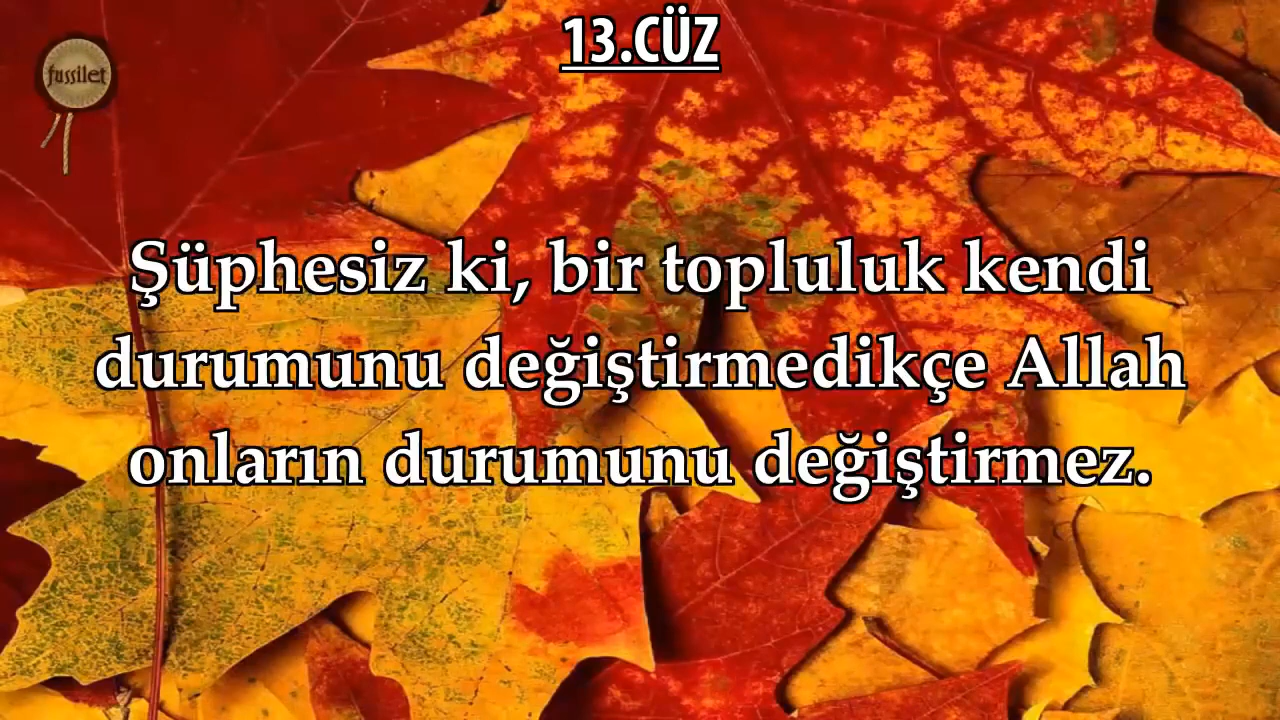 13.CÜZ
fussilet
Şüphesiz ki, bir topluluk kendi
durumunu değiştirmedikçe Allah
onların durumunu değiştirmez.